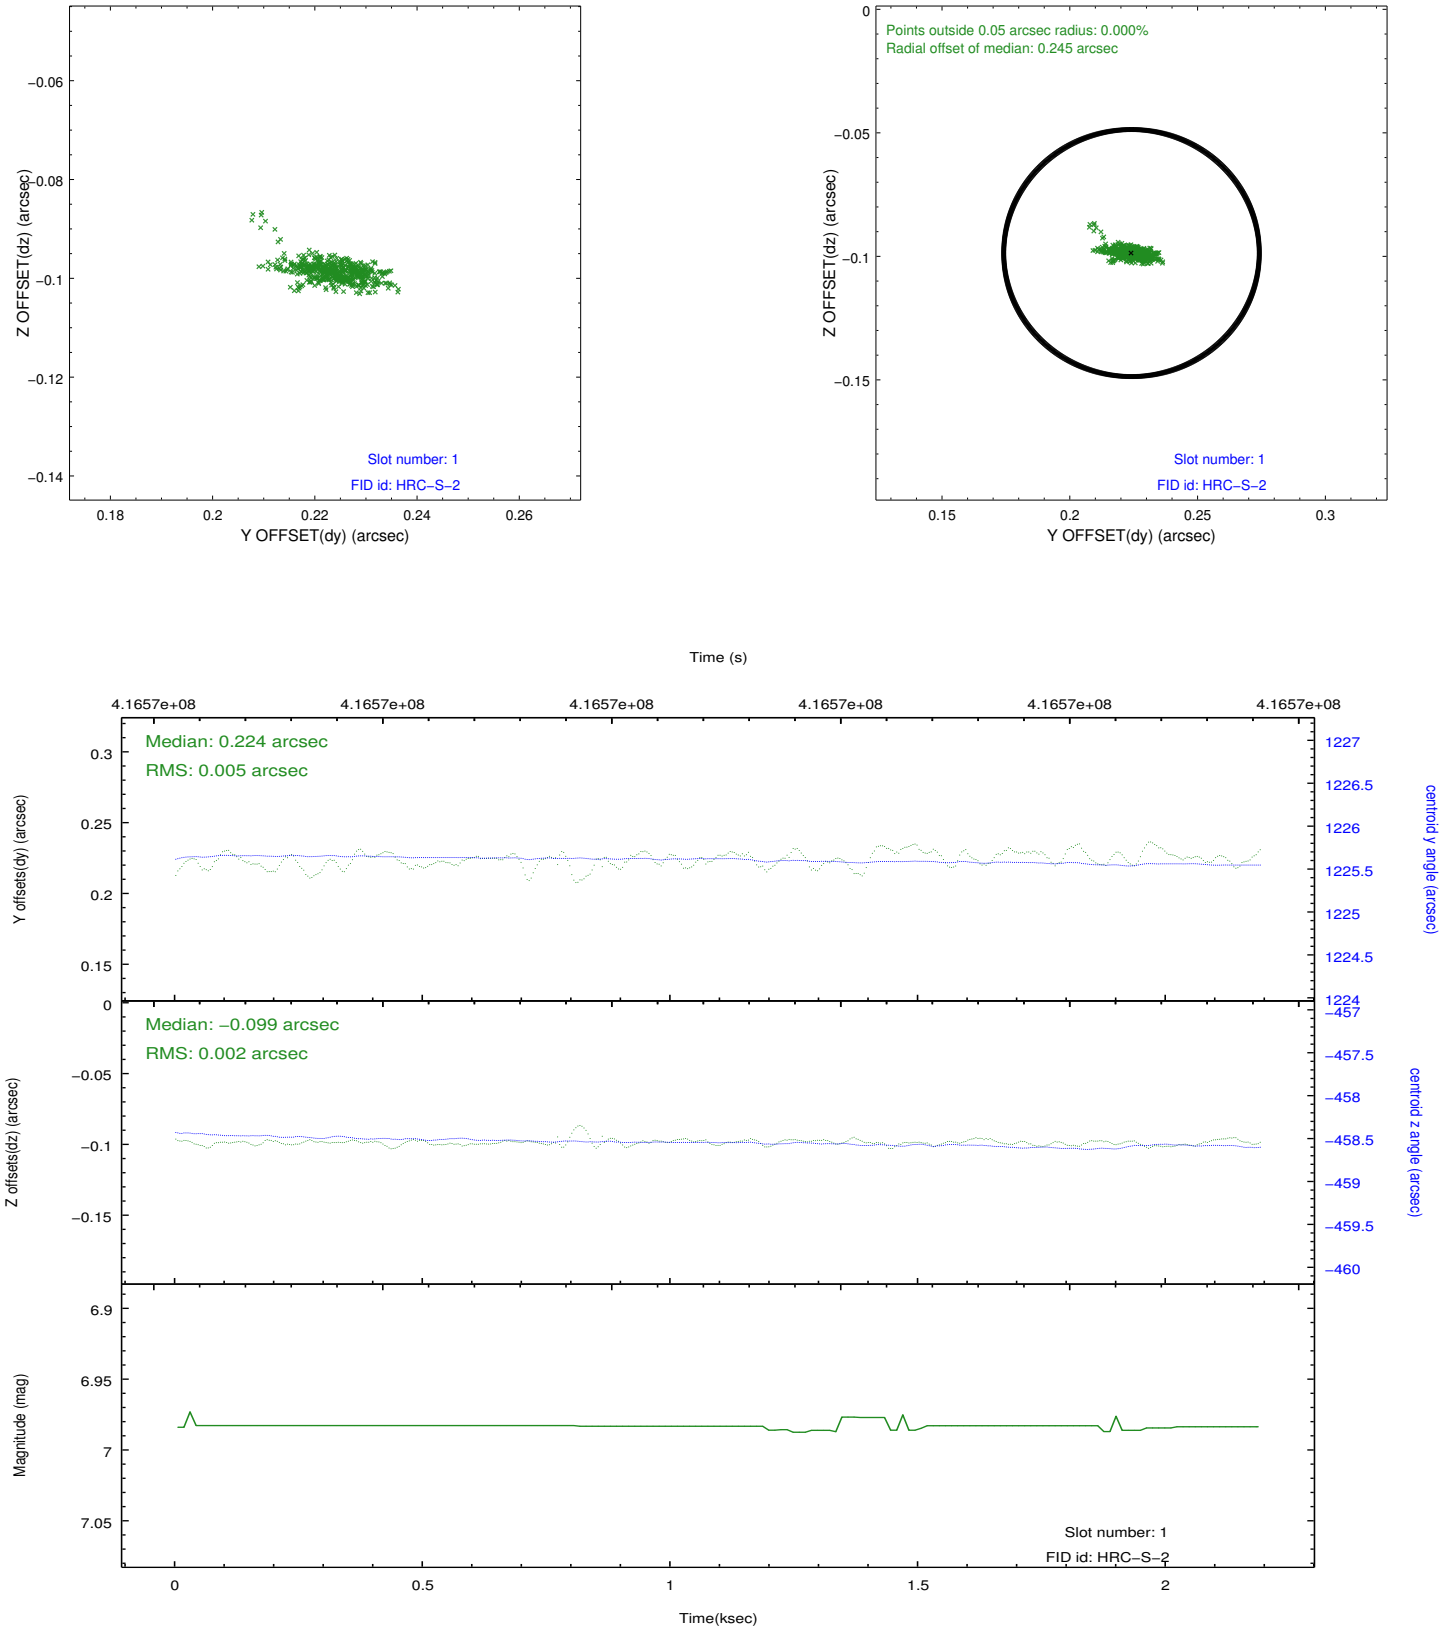 −0.06
−0.08
−0.1
−0.12
−0.14
Z OFFSET(dz) (arcsec)
Slot number: 1
FID id: HRC−S−2
0.18 0.2 0.22 0.24 0.26
Y OFFSET(dy) (arcsec)
0
−0.05
−0.1
−0.15
Z OFFSET(dz) (arcsec)
Points outside 0.05 arcsec radius: 0.000%
Radial offset of median: 0.245 arcsec
Slot number: 1
FID id: HRC−S−2
0.15 0.2 0.25 0.3
Y OFFSET(dy) (arcsec)
Time (s)
4.1657e+08 4.1657e+08 4.1657e+08 4.1657e+08 4.1657e+08 4.1657e+08
Median: 0.224 arcsec
RMS: 0.005 arcsec
0.3
0.25
0.2
0.15
Y offsets(dy) (arcsec)
1227
1226.5
1226
1225.5
1225
1224.5
1224
centroid y angle (arcsec)
Median: −0.099 arcsec
RMS: 0.002 arcsec
0
−0.05
−0.1
−0.15
Z offsets(dz) (arcsec)
−457
−457.5
−458
−458.5
−459
−459.5
−460
centroid z angle (arcsec)
6.9
6.95
7
7.05
Magnitude (mag)
Slot number: 1
FID id: HRC−S−2
0 0.5 1 1.5 2
Time(ksec)